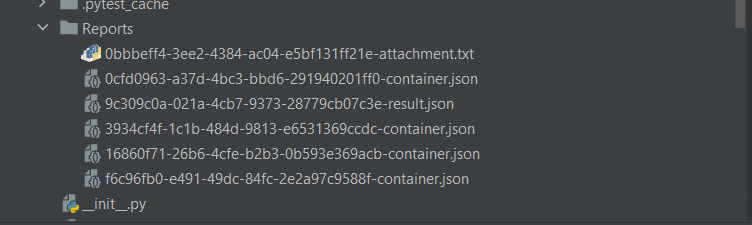 .pytest_cache
Reports
0bbbeff4-3ee2-4384-ac04-e5bf131ff21e-attachment.txt
0cfd0963-a37d-4bc3-bbd6-291940201ff0-container.json
9c309c0a-021a-4cb7-9373-28779cb07c3e-result.json
3934cf4f-1c1b-484d-9813-e6531369ccdc-container.json
16860f71-26b6-4cfe-b2b3-0b593e369acb-container.json
f6c96fb0-e491-49dc-84fc-2e2a97c9588f-container.json
__init__.py